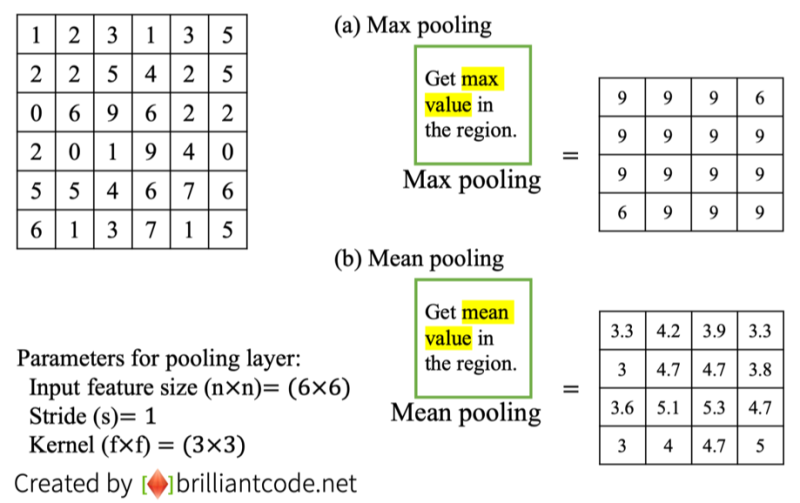 1 2 3 1 3 5
2 2 5 4 2 5
0 6 9 6 2 2
2 0 1 9 4 0
5 5 4 6 7 6
6 1 3 7 1 5
(a) Max pooling
Get max
value in
the region.
Max pooling
=
9 9 9 6
9 9 9 9
9 9 9 9
6 9 9 9
(b) Mean pooling
Get mean
value in
the region.
Mean pooling
=
3.3 4.2 3.9 3.3
3 4.7 4.7 3.8
3.6 5.1 5.3 4.7
3 4 4.7 5
Parameters for pooling layer:
Input feature size (n×n)= (6×6)
Stride (s)= 1
Kernel (f×f) = (3×3)
Created by [♦]brilliantcode.net